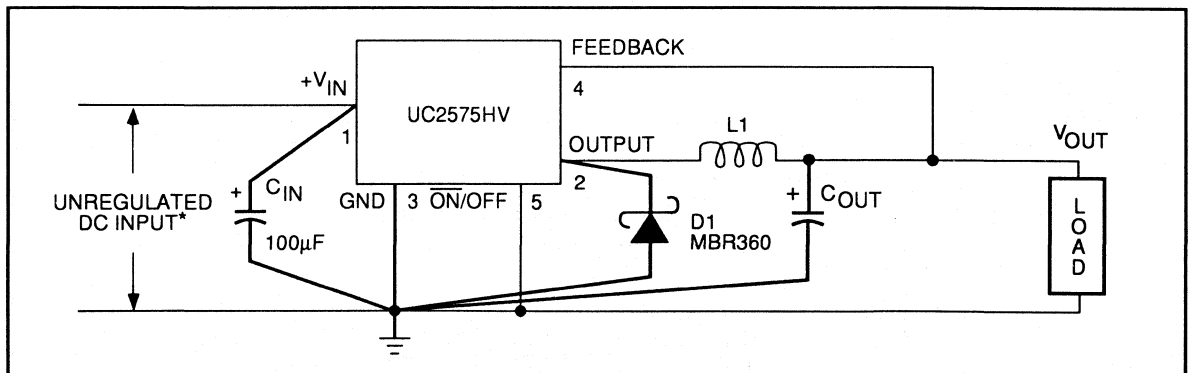 FEEDBACK
+VIN
4
UC2575HV
1
L1
VOUT
OUTPUT
2
+ CIN
GND 3 ON/OFF 5
+ COUT
UNREGULATED
DC INPUT*
100µF
D1
MBR360
LOAD